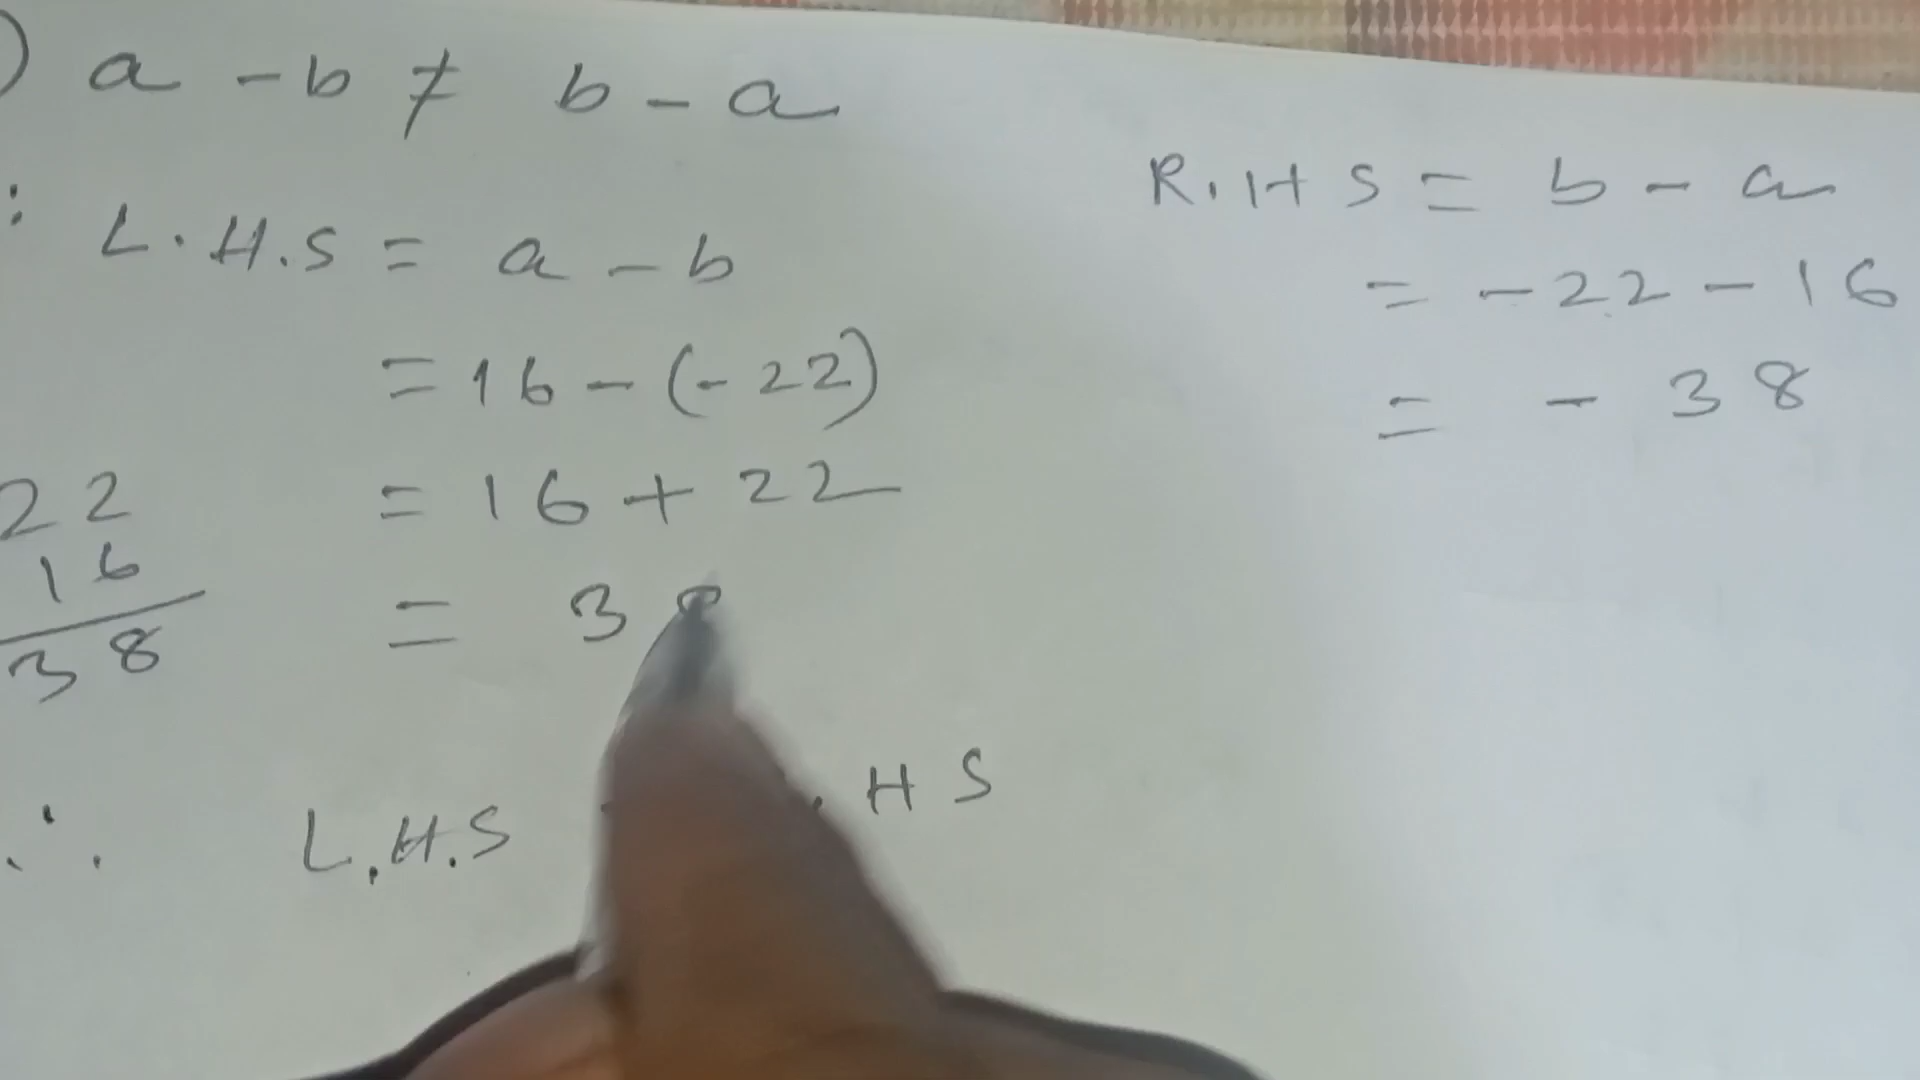 ) a - b ≠ b - a
: L.H.S = a - b
= 16 - (- 22)
= 16 + 22
= 3
22
16
38
∴ L.H.S . H S
R.H S = b - a
= - 22 - 16
= - 38